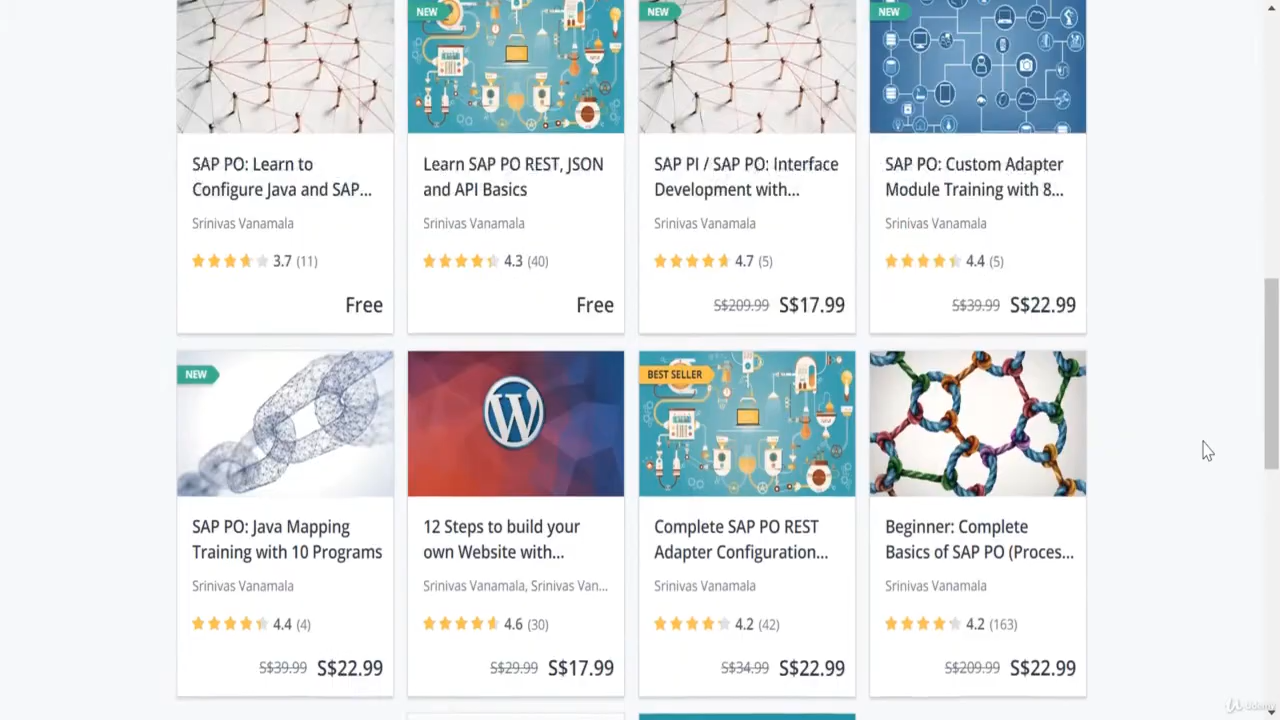 NEW
NEW
NEW
SAP PO: Learn to
Configure Java and SAP...
Srinivas Vanamala
3.7 (11)
Free
Learn SAP PO REST, JSON
and API Basics
Srinivas Vanamala
4.3 (40)
Free
SAP PI / SAP PO: Interface
Development with...
Srinivas Vanamala
4.7 (5)
S$209.99 S$17.99
SAP PO: Custom Adapter
Module Training with 8...
Srinivas Vanamala
4.4 (5)
S$39.99 S$22.99
NEW
SAP PO: Java Mapping
Training with 10 Programs
Srinivas Vanamala
4.4 (4)
S$39.99 S$22.99
12 Steps to build your
own Website with...
Srinivas Vanamala, Srinivas Van...
4.6 (30)
S$29.99 S$17.99
BEST SELLER
Complete SAP PO REST
Adapter Configuration...
Srinivas Vanamala
4.2 (42)
S$34.99 S$22.99
Beginner: Complete
Basics of SAP PO (Proces...
Srinivas Vanamala
4.2 (163)
S$209.99 S$22.99
Udemy